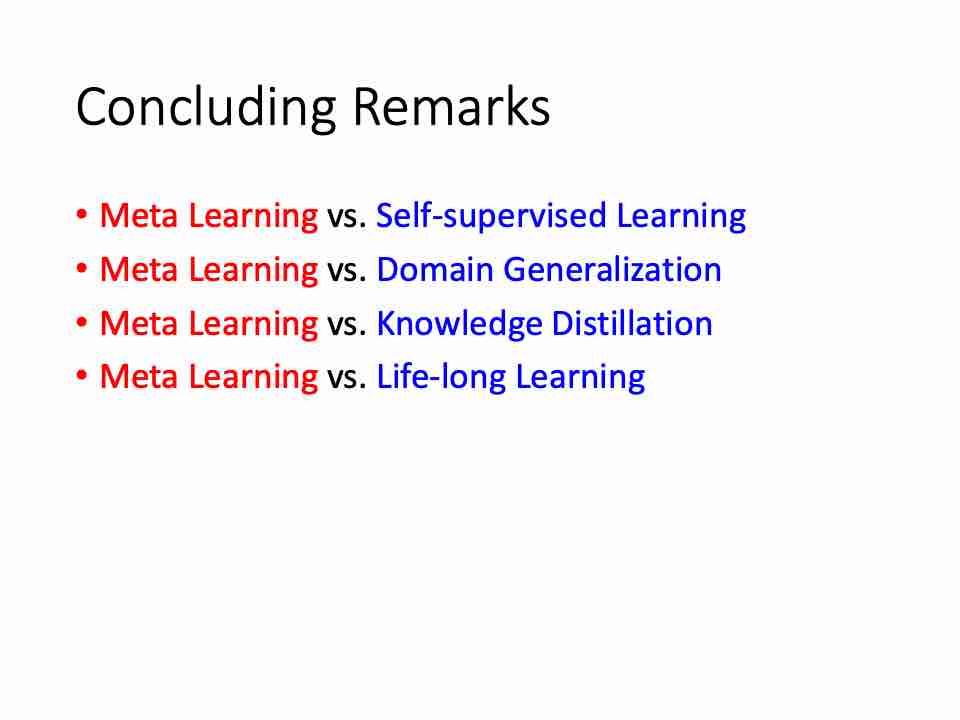 Concluding Remarks
• Meta Learning vs. Self-supervised Learning
• Meta Learning vs. Domain Generalization
• Meta Learning vs. Knowledge Distillation
• Meta Learning vs. Life-long Learning